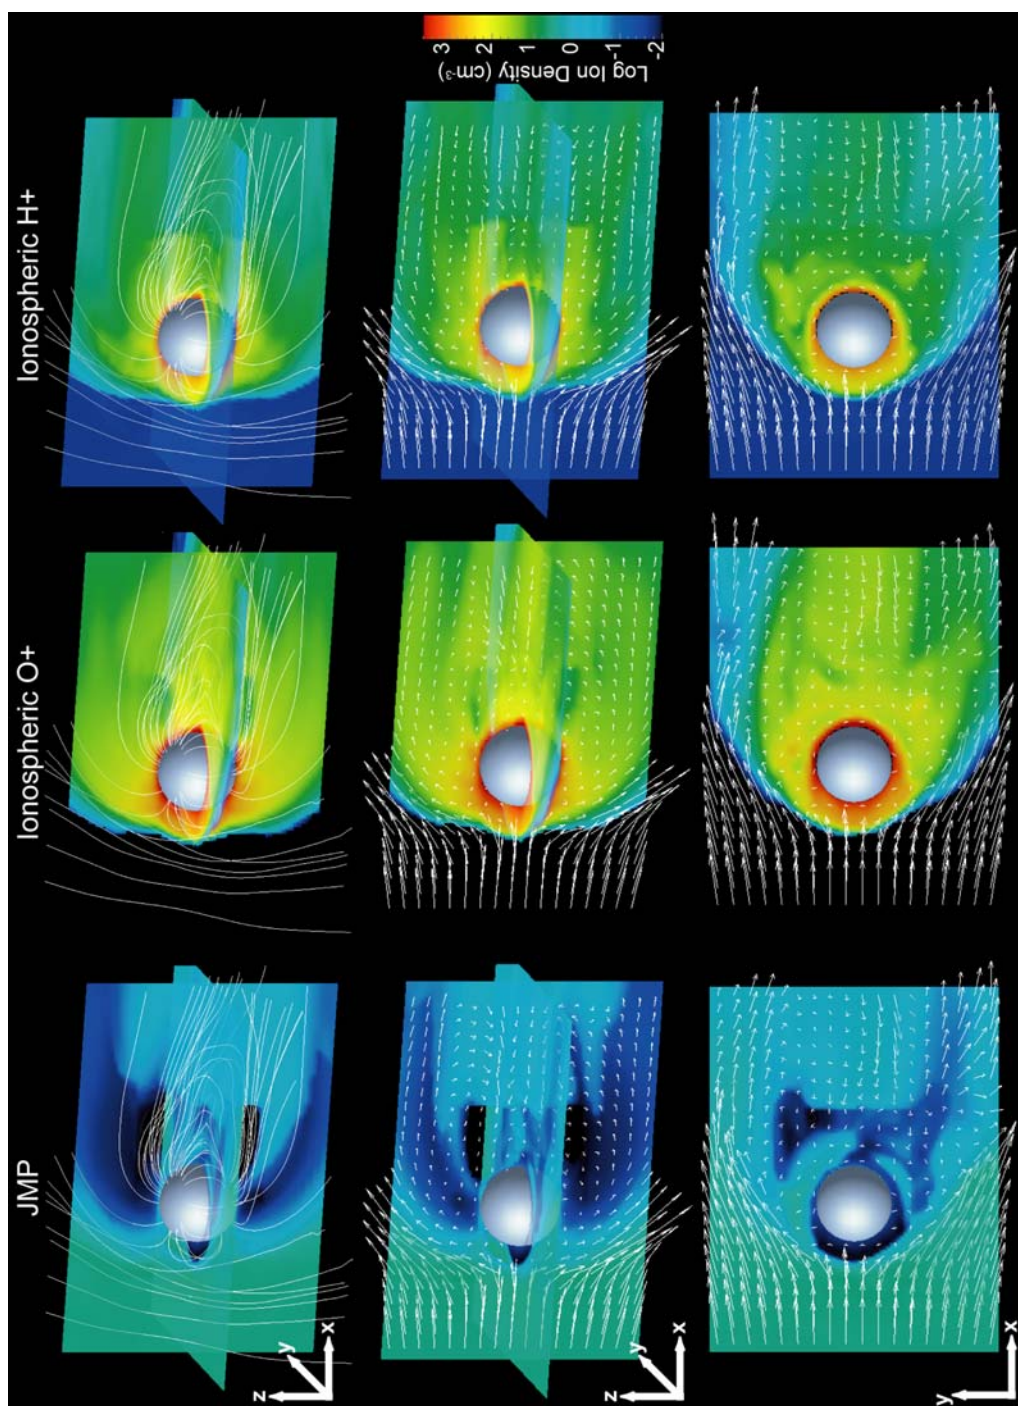 JMP
Ionospheric O+
Ionospheric H+
z
y
x
z
y
x
y
x
3
2
1
0
-1
-2
Log Ion Density (cm⁻³)